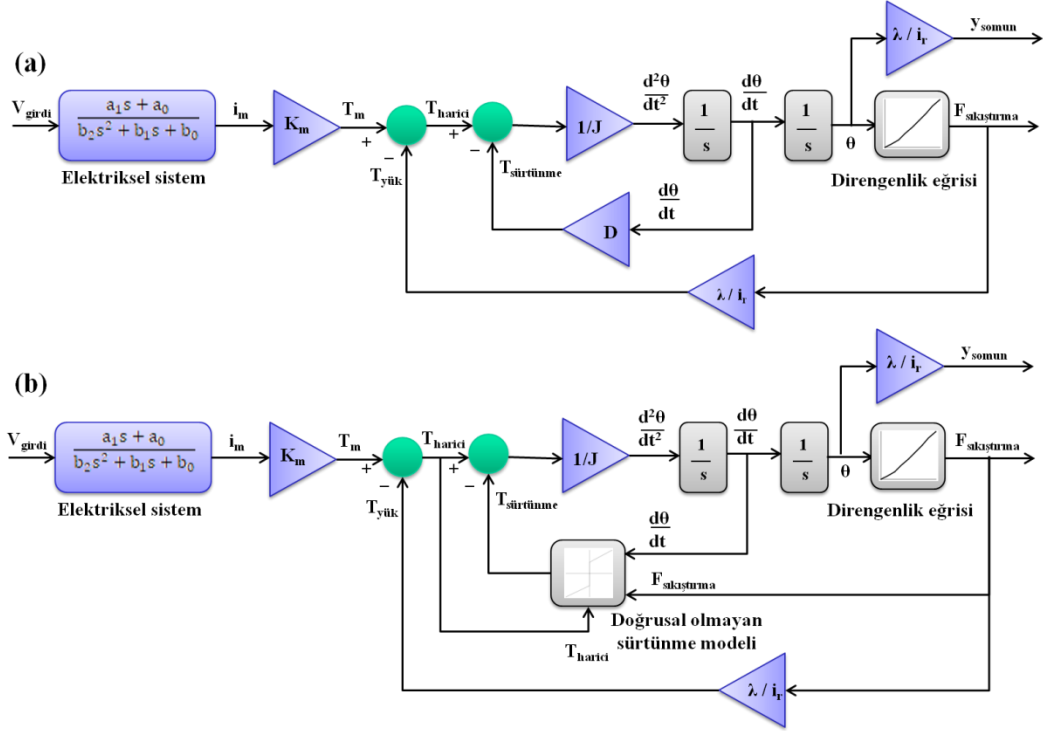 (a)
V_girdi
a₁s + a₀
b₂s² + b₁s + b₀
Elektriksel sistem
i_m
K_m
T_m
+
−
T_yük
T_harici
+
−
T_sürtünme
1/J
d²θ
dt²
1
s
dθ
dt
1
s
θ
λ / i_r
y_somun
F_sıkıştırma
Direngenlik eğrisi
dθ
dt
D
λ / i_r
(b)
V_girdi
a₁s + a₀
b₂s² + b₁s + b₀
Elektriksel sistem
i_m
K_m
T_m
+
−
T_yük
T_harici
+
−
T_sürtünme
1/J
d²θ
dt²
1
s
dθ
dt
1
s
θ
λ / i_r
y_somun
F_sıkıştırma
Direngenlik eğrisi
dθ
dt
F_sıkıştırma
Doğrusal olmayan
sürtünme modeli
T_harici
λ / i_r